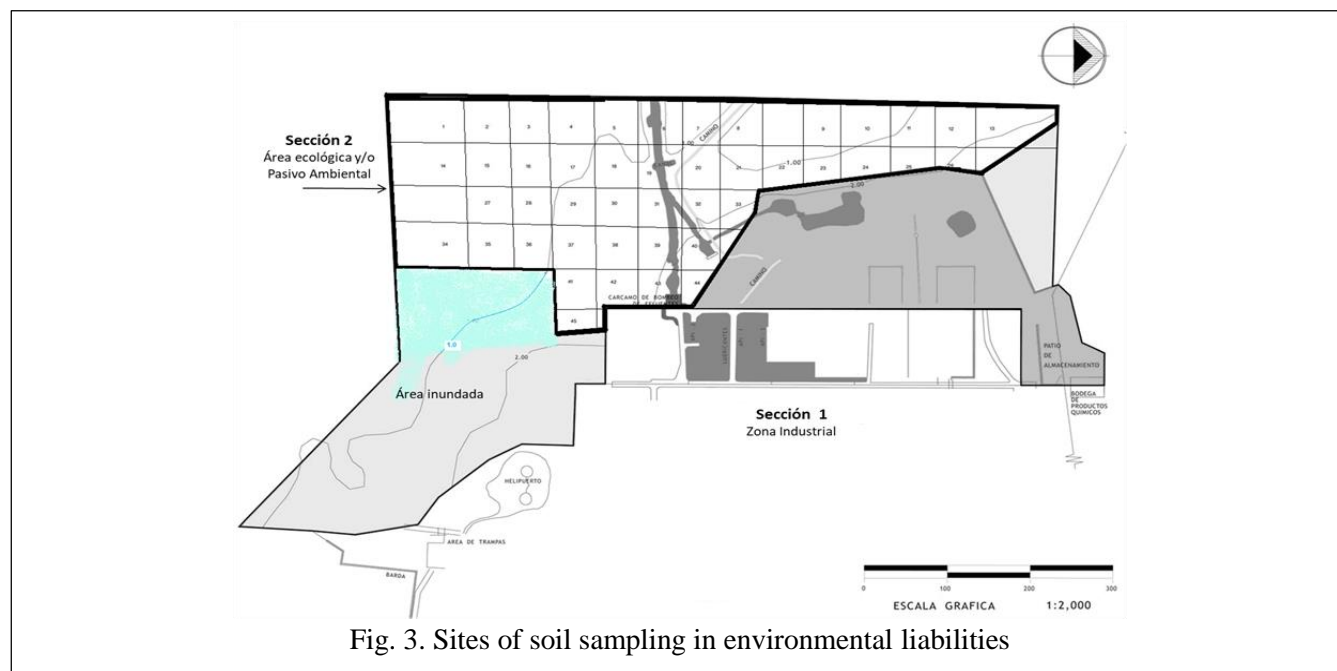 Sección 2
Área ecológica y/o
Pasivo Ambiental
1 2 3 4 5 6 7 8 9 10 11 12 13
CAMINO
1.00
14 15 16 17 18 19 20 21 22 23 24 25
1.00
2.00
27 28 29 30 31 32 33
34 35 36 37 38 39 40
CAMINO
41 42 43 44
CARCAMO DE BOMBEO
DE EFLUENTES
45
1.0
2.00
Área inundada
PATIO
DE
ALMACENAMIENTO
BODEGA
DE
PRODUCTOS
QUÍMICOS
Sección 1
Zona Industrial
HELIPUERTO
AREA DE TRAMPAS
BARDA
0 100 200 300
ESCALA GRAFICA 1:2,000
Fig. 3. Sites of soil sampling in environmental liabilities